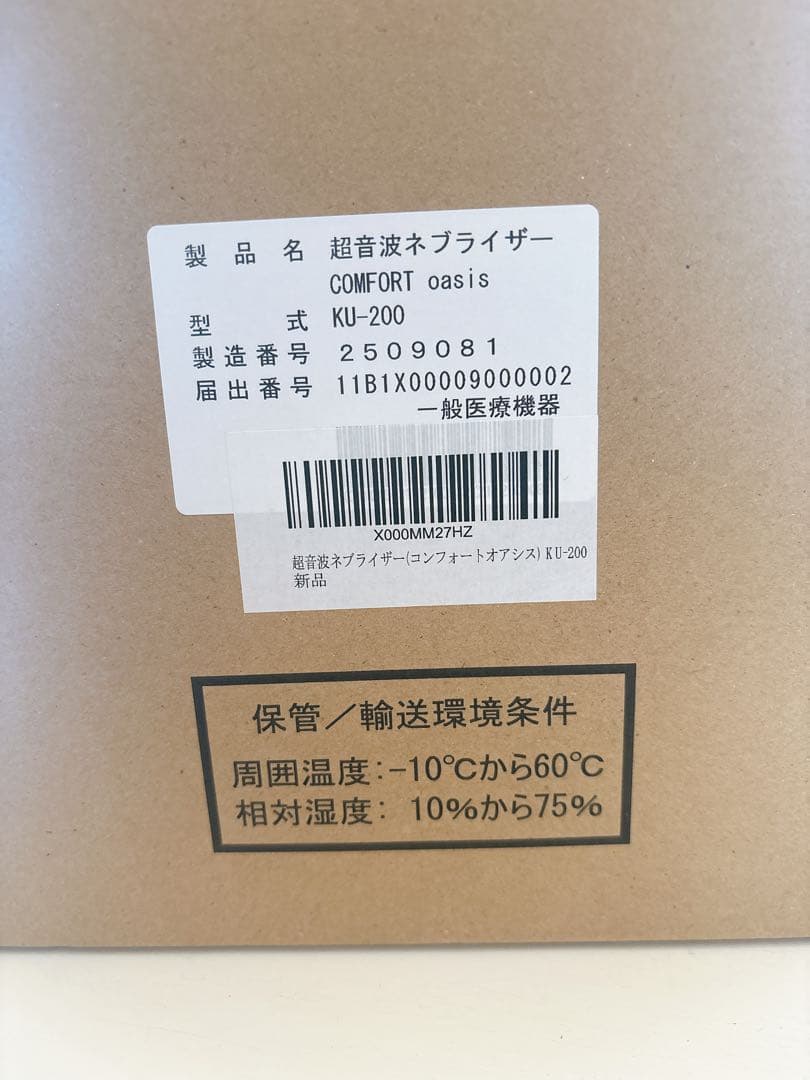 製品名 超音波ネブライザー
COMFORT oasis
型式 KU-200
製造番号 2509081
届出番号 11B1X00009000002
一般医療機器
X000MM27HZ
超音波ネブライザー(コンフォートオアシス) KU-200
新品
保管／輸送環境条件
周囲温度：-10℃から60℃
相対湿度： 10%から75%